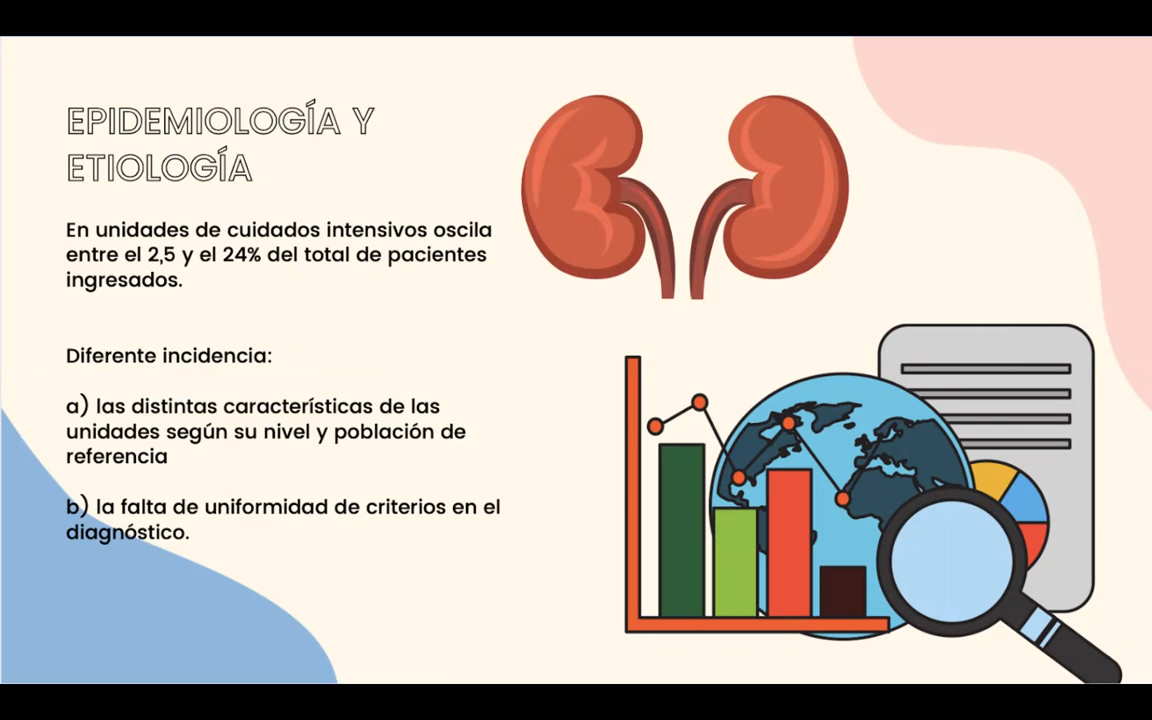 EPIDEMIOLOGÍA Y
ETIOLOGÍA
En unidades de cuidados intensivos oscila
entre el 2,5 y el 24% del total de pacientes
ingresados.
Diferente incidencia:
a) las distintas características de las
unidades según su nivel y población de
referencia
b) la falta de uniformidad de criterios en el
diagnóstico.